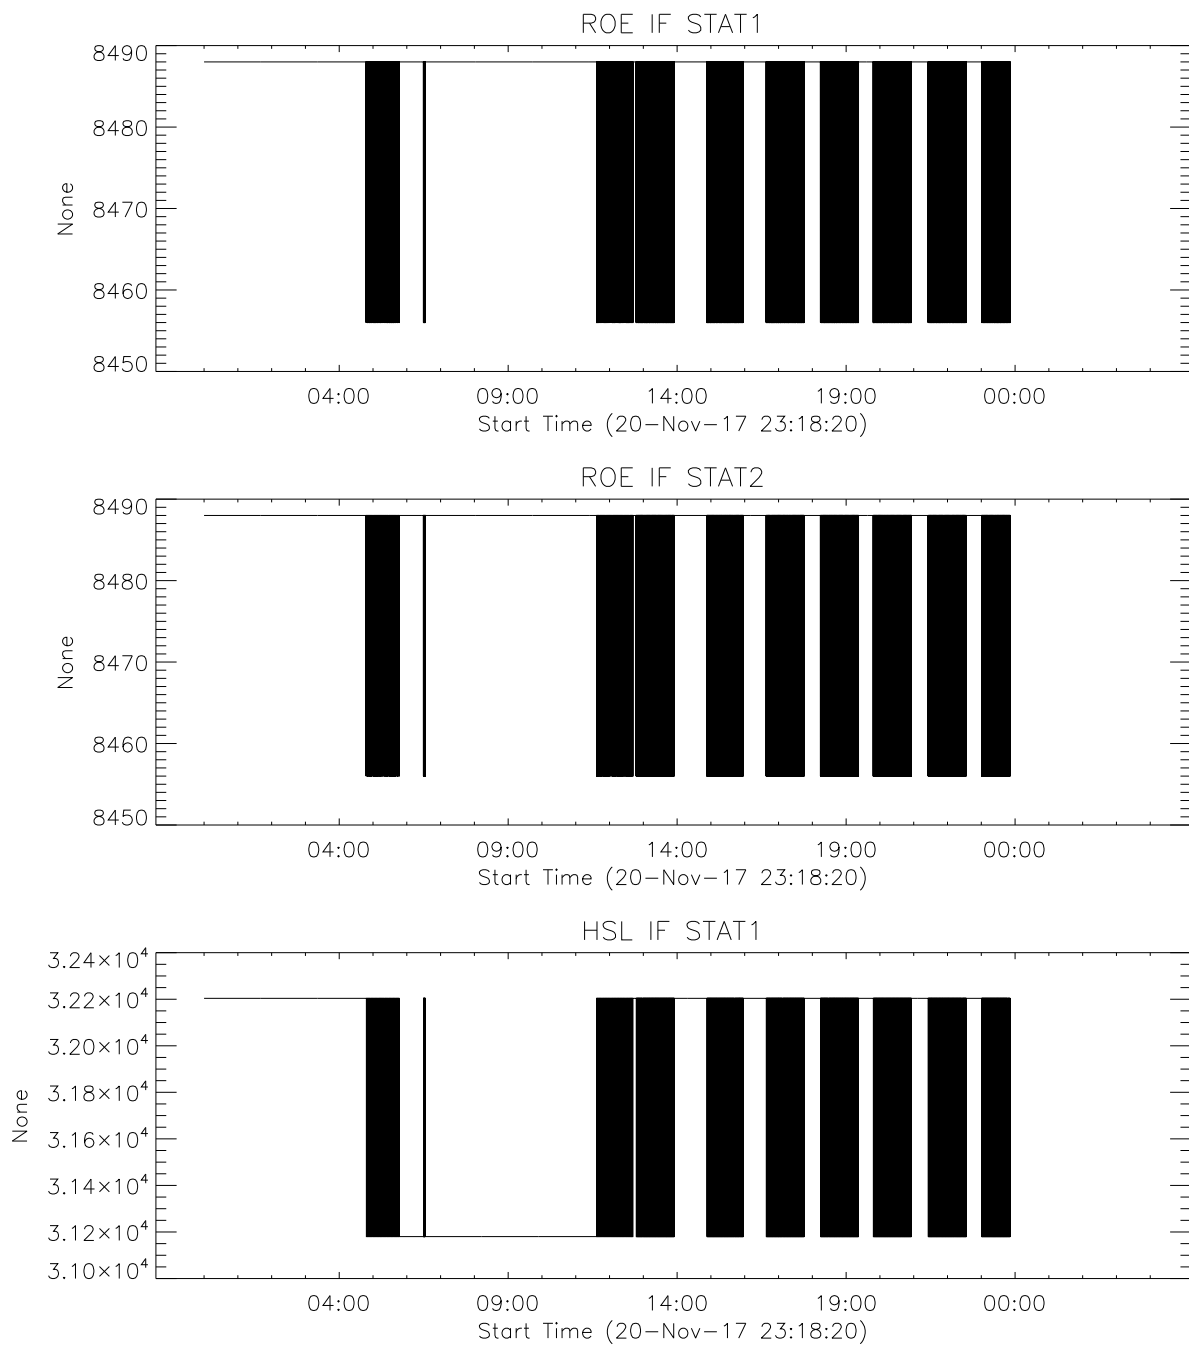 ROE IF STAT1
8490
8480
8470
8460
8450
None
04:00 09:00 14:00 19:00 00:00
Start Time (20-Nov-17 23:18:20)
ROE IF STAT2
8490
8480
8470
8460
8450
None
04:00 09:00 14:00 19:00 00:00
Start Time (20-Nov-17 23:18:20)
HSL IF STAT1
3.24×10⁴
3.22×10⁴
3.20×10⁴
3.18×10⁴
3.16×10⁴
3.14×10⁴
3.12×10⁴
3.10×10⁴
None
04:00 09:00 14:00 19:00 00:00
Start Time (20-Nov-17 23:18:20)